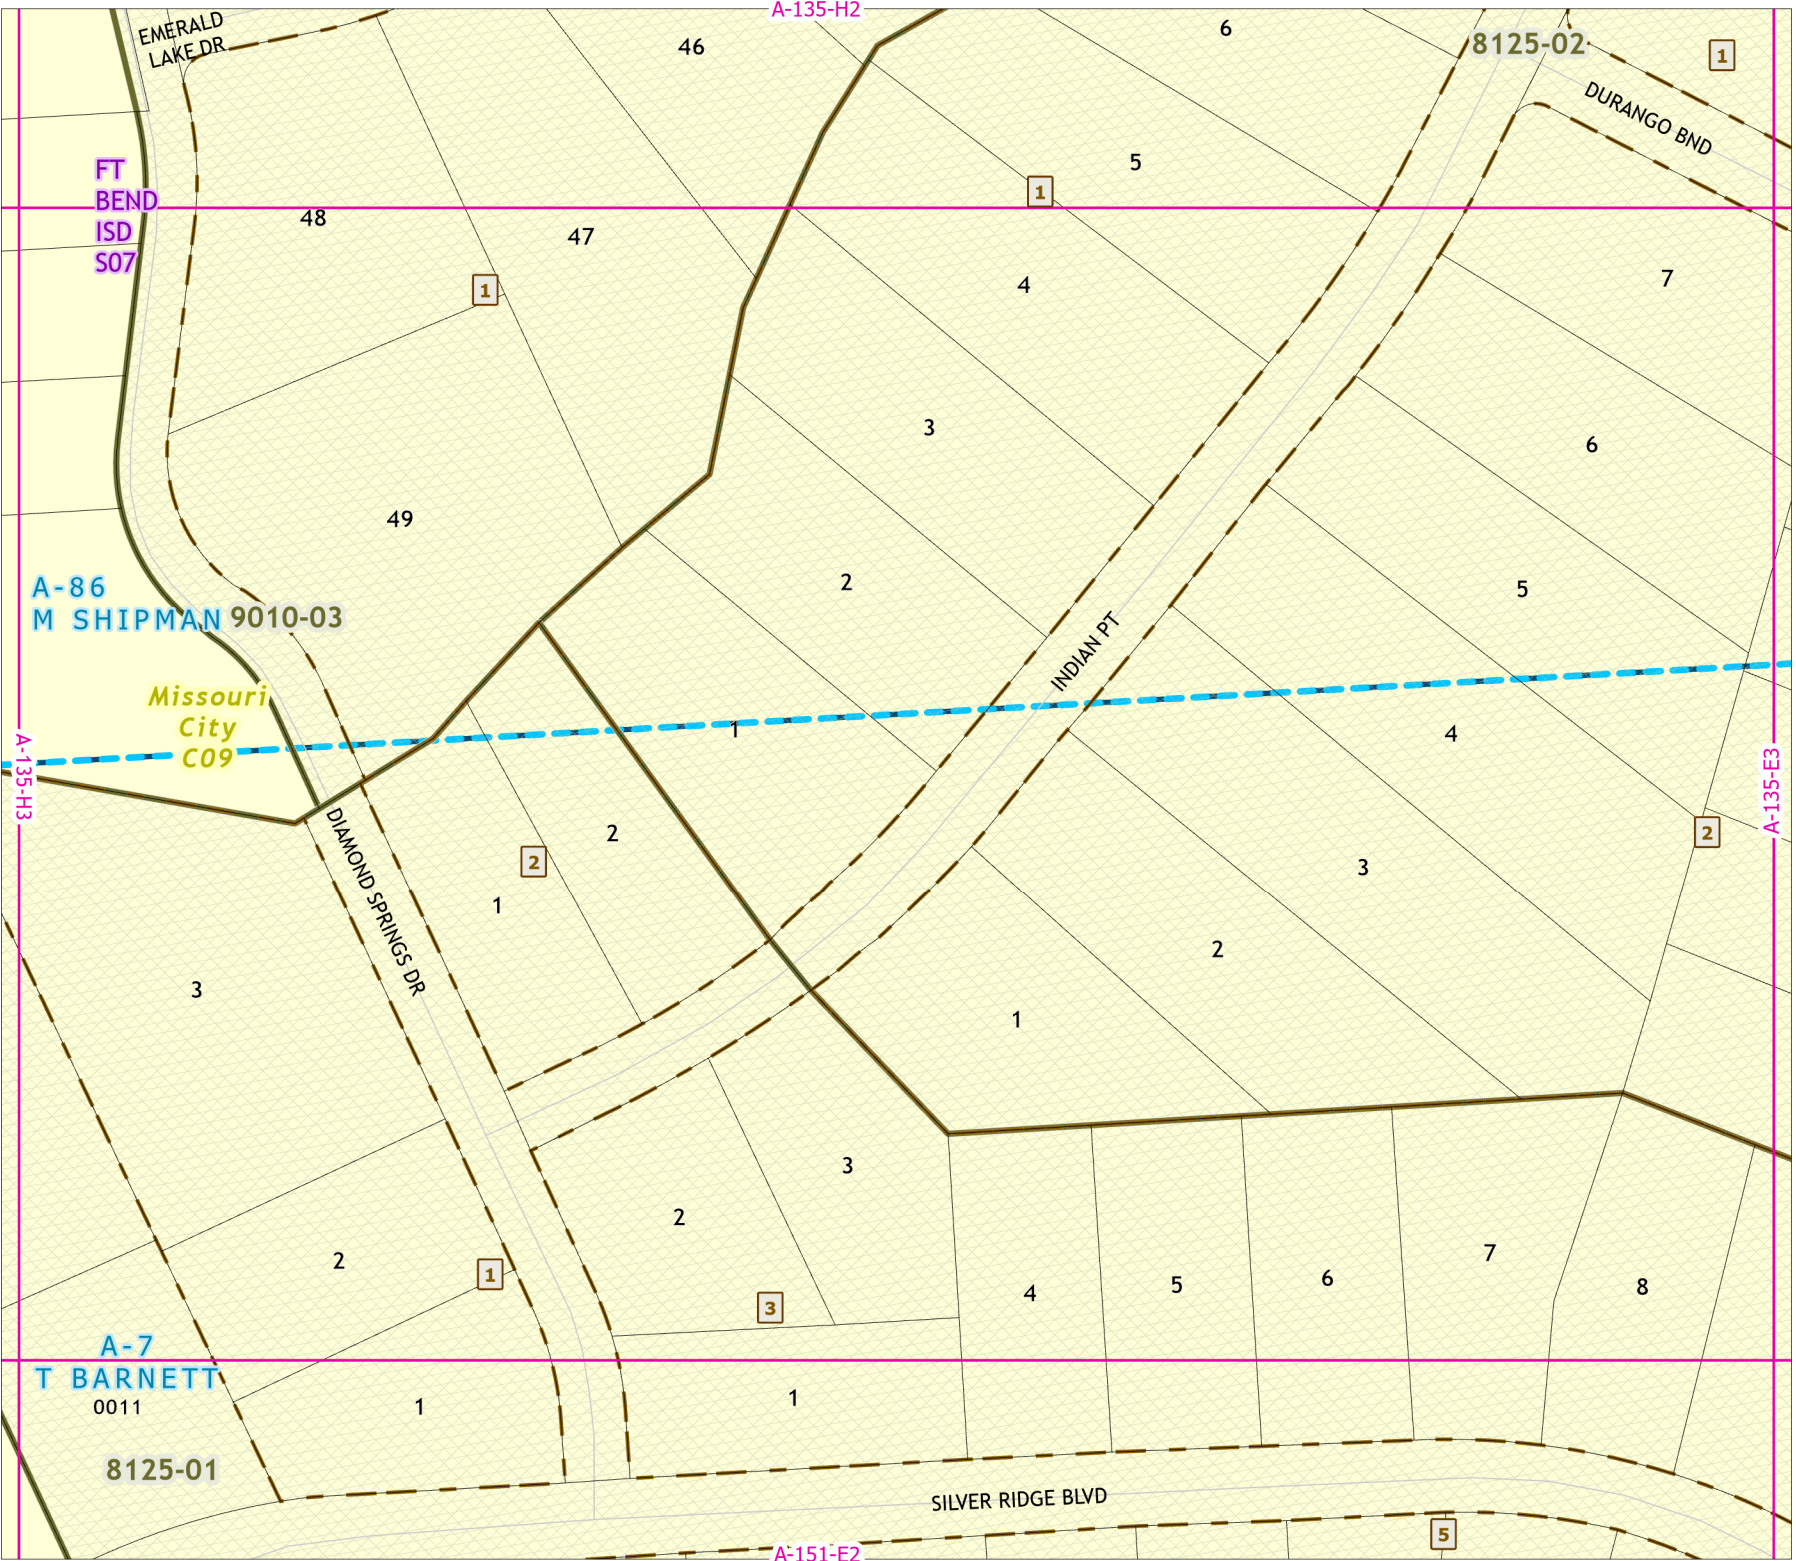 A-135-H2
EMERALD
LAKE DR
46
6
8125-02
1
DURANGO BND
FT
BEND
ISD
S07
5
1
48
47
4
7
1
3
6
49
2
5
A-86
M SHIPMAN
9010-03
INDIAN PT
Missouri
City
C09
1
4
A-135-H3
A-135-E3
DIAMOND SPRINGS DR
2
2
2
1
3
3
2
1
3
2
2
1
3
4
5
6
7
8
A-7
T BARNETT
0011
1
1
8125-01
SILVER RIDGE BLVD
5
A-151-E2